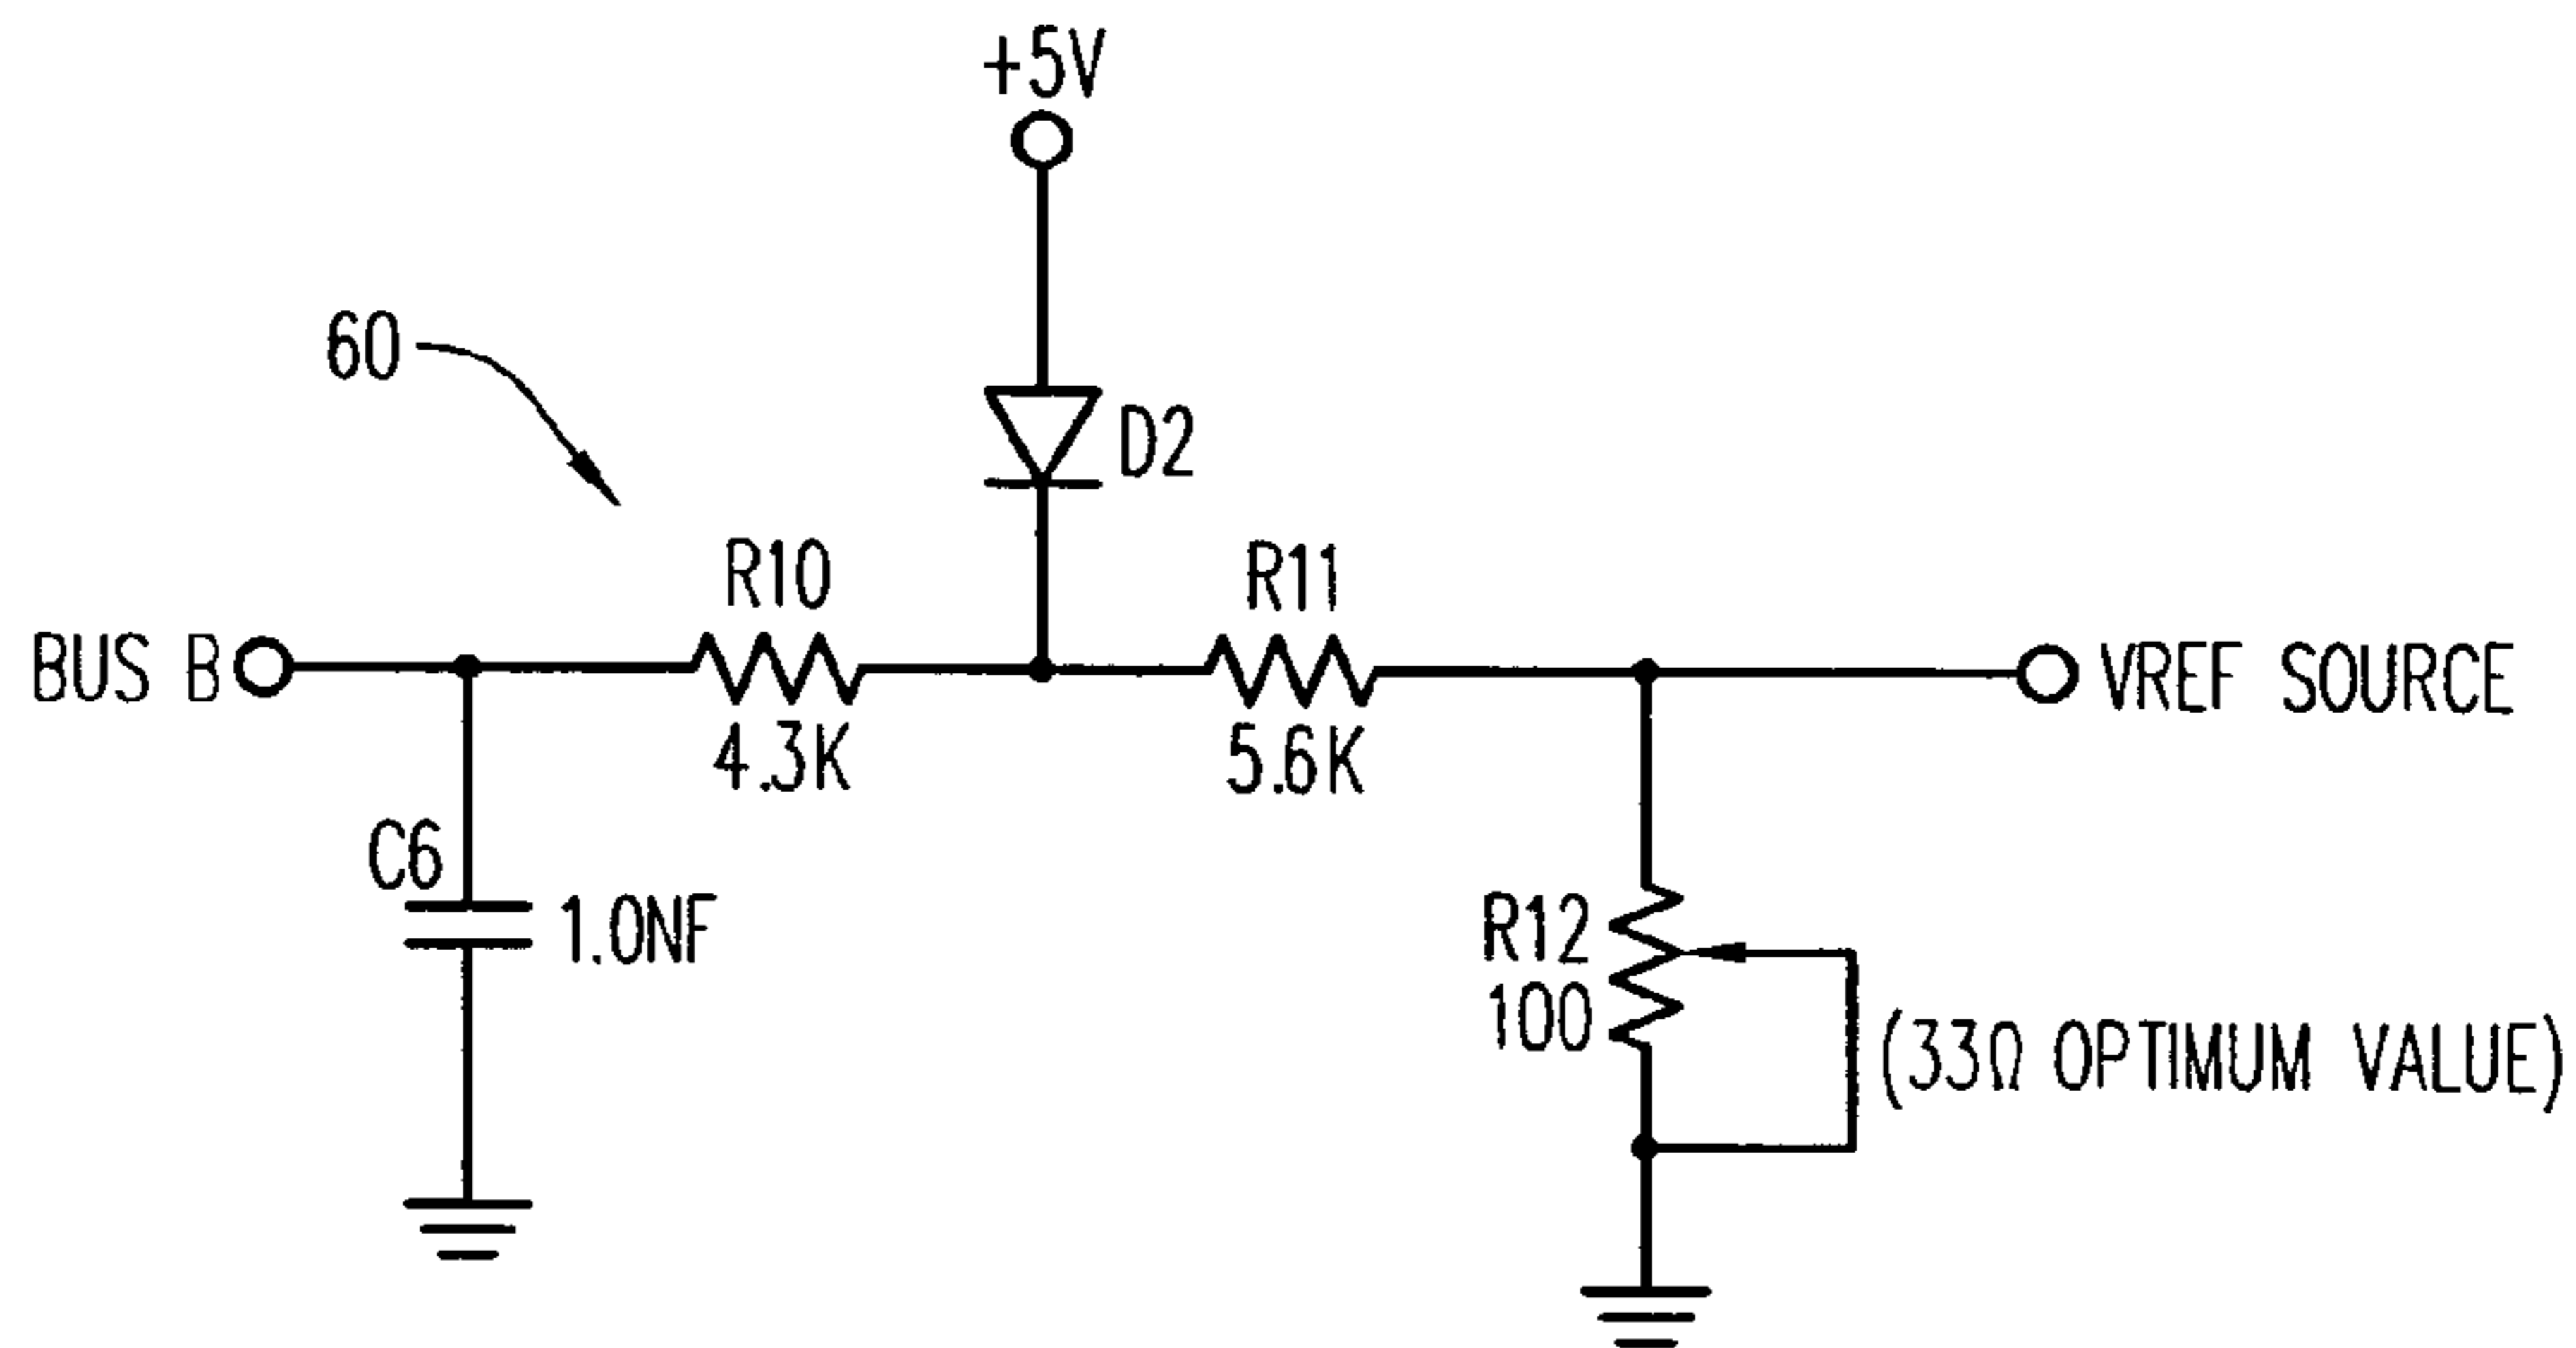 +5V
60
D2
R10
R11
BUS B
VREF SOURCE
4.3K
5.6K
C6
1.0NF
R12
100
(33Ω OPTIMUM VALUE)